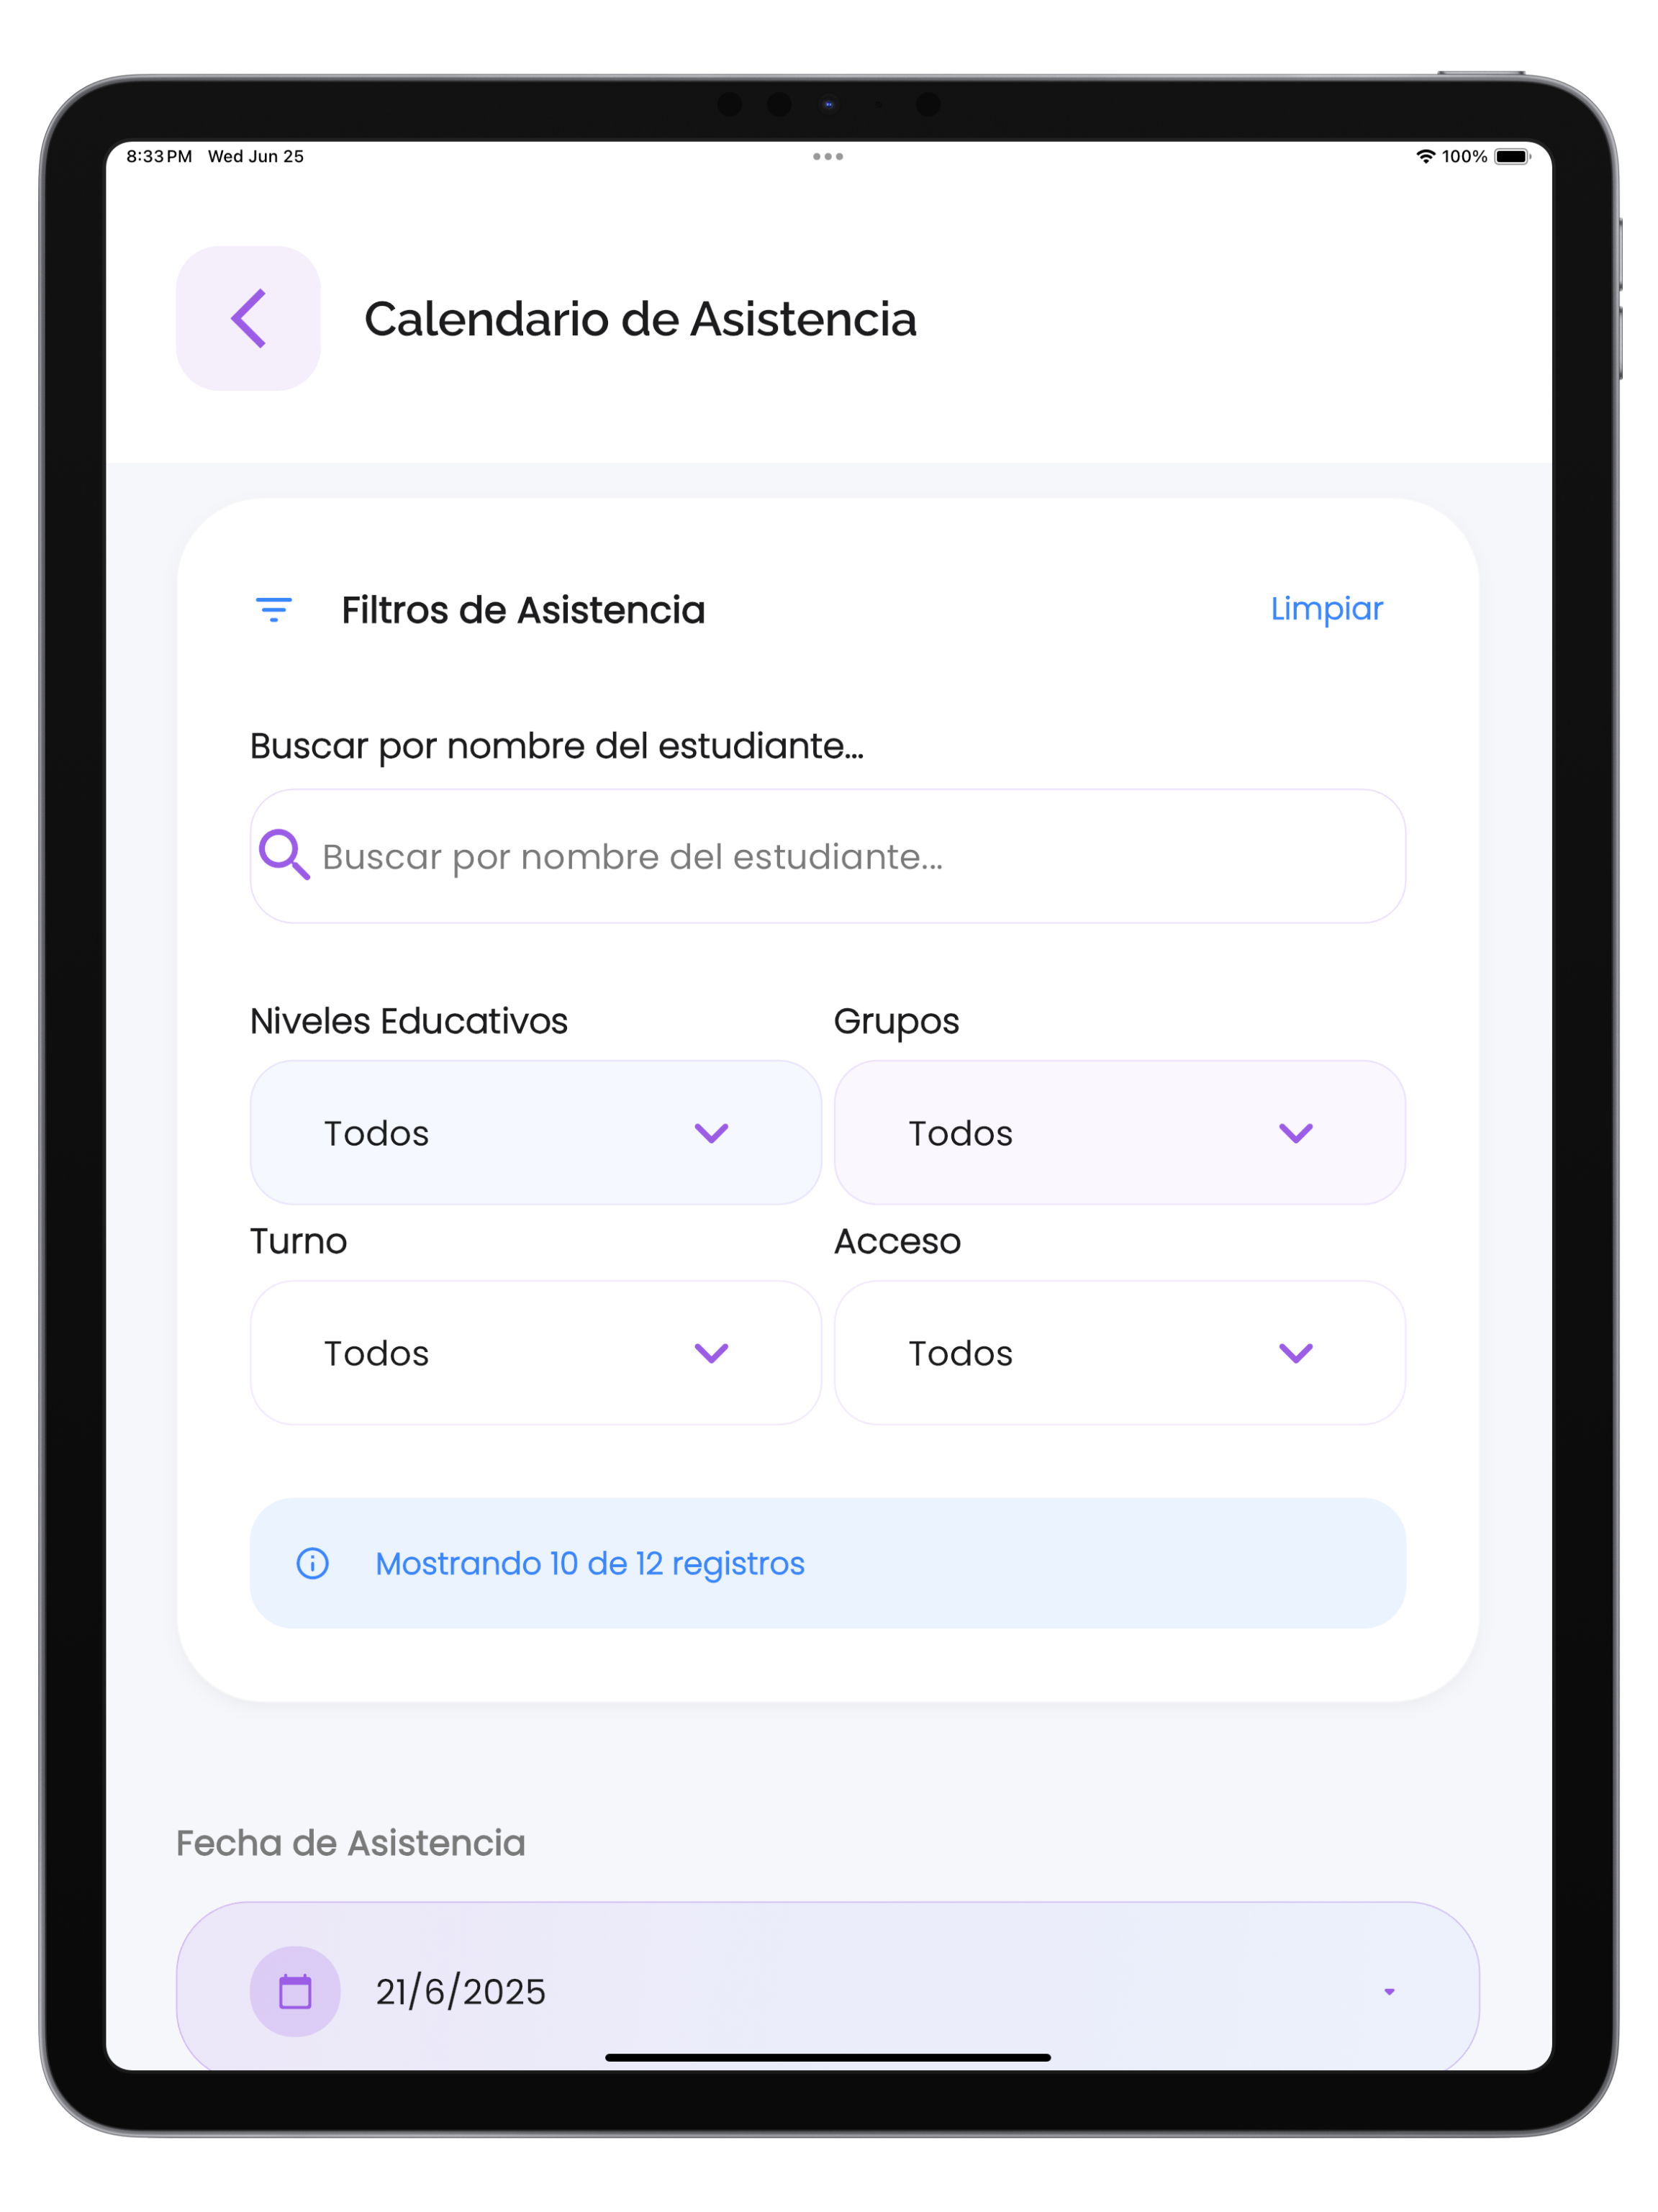 8:33 PM Wed Jun 25 100%
Calendario de Asistencia
Filtros de Asistencia Limpiar
Buscar por nombre del estudiante...
Buscar por nombre del estudiante...
Niveles Educativos Grupos
Todos Todos
Turno Acceso
Todos Todos
Mostrando 10 de 12 registros
Fecha de Asistencia
21/6/2025